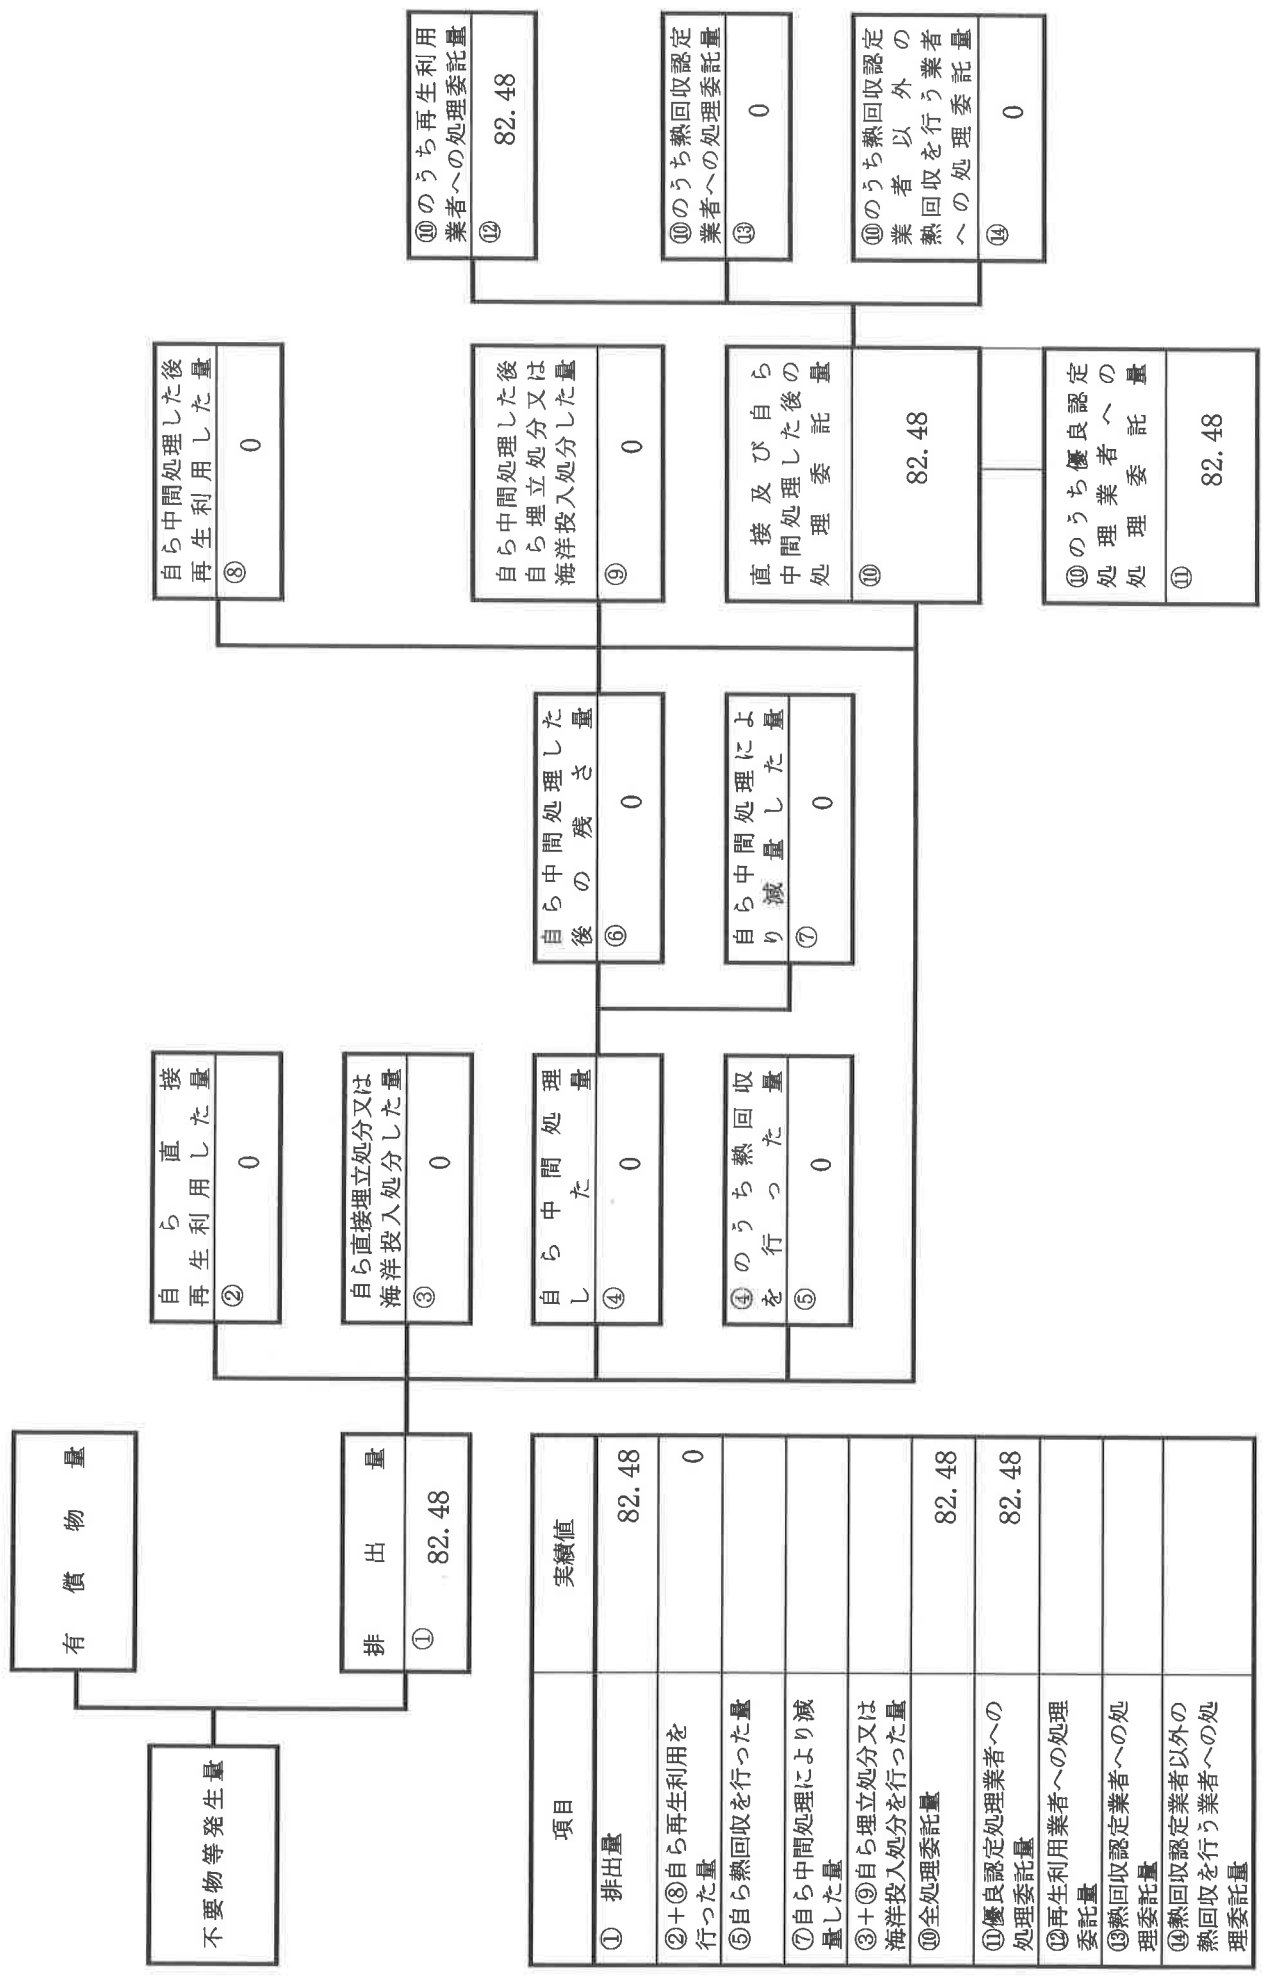 不要物等発生量
有償物量
排出量
① 82.48
自ら直接
再生利用した量
② 0
自ら直接埋立処分又は
海洋投入処分した量
③ 0
自ら中間処理
した量
④ 0
④のうち熱回収
を行った量
⑤ 0
自ら中間処理した
後の残さ量
⑥ 0
自ら中間処理によ
り減量した量
⑦ 0
自ら中間処理した後
再生利用した量
⑧ 0
自ら中間処理した後
自ら埋立処分又は
海洋投入処分した量
⑨ 0
直接及び自ら
中間処理した後の
処理委託量
⑩ 82.48
⑩のうち優良認定
処理業者への
処理委託量
⑪ 82.48
⑩のうち再生利用
業者への処理委託量
⑫ 82.48
⑩のうち熱回収認定
業者への処理委託量
⑬ 0
⑩のうち熱回収認定
業者以外の
熱回収を行う業者
への処理委託量
⑭ 0
項目 実績値
① 排出量 82.48
②+⑧自ら再生利用を
行った量 0
⑤自ら熱回収を行った量
⑦自ら中間処理により減
量した量
③+⑨自ら埋立処分又は
海洋投入処分を行った量
⑩全処理委託量 82.48
⑪優良認定処理業者への
処理委託量 82.48
⑫再生利用業者への処理
委託量
⑬熱回収認定業者への処
理委託量
⑭熱回収認定業者以外の
熱回収を行う業者への処
理委託量